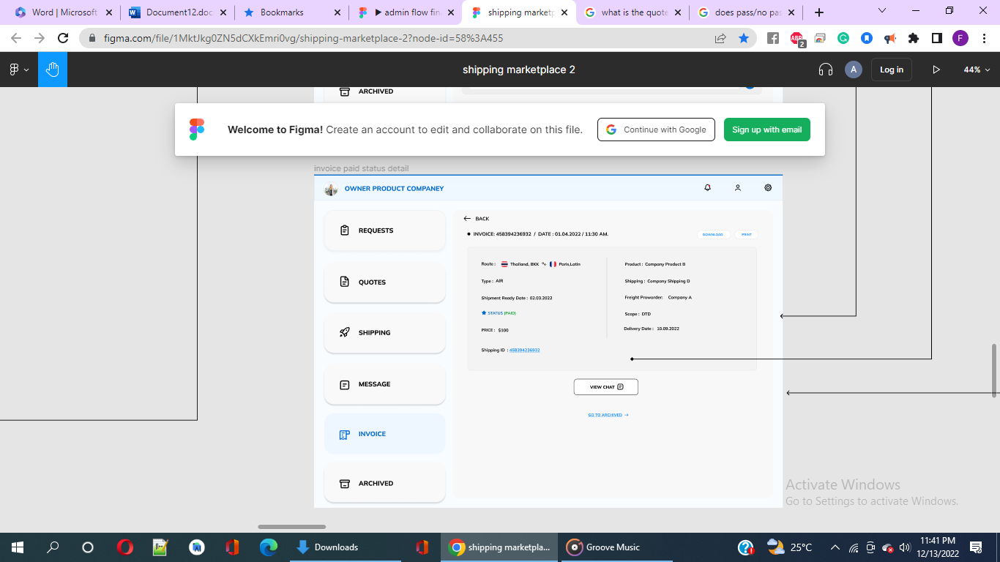 Word | Microsoft
Document12.doc
Bookmarks
admin flow fin
shipping marketp
what is the quote
does pass/no pas
figma.com/file/1MktJkg0ZN5dCXkEmri0vg/shipping-marketplace-2?node-id=58%3A455
ABP
2
F
shipping marketplace 2
A
Log in
44%
ARCHIVED
Welcome to Figma! Create an account to edit and collaborate on this file.
Continue with Google
Sign up with email
invoice paid status detail
OWNER PRODUCT COMPANEY
REQUESTS
QUOTES
SHIPPING
MESSAGE
INVOICE
ARCHIVED
BACK
INVOICE: 458394236932 / DATE : 01.04.2022 / 11:30 AM.
DOWNLOAD
PRINT
Route : Thailand, BKK Paris,Latin
Type : AIR
Shipment Ready Date : 02.03.2022
STATUS (PAID)
PRICE : $100
Shipping ID : 458394236932
Product : Company Product B
Shipping : Company Shipping D
Freight Proworder: Company A
Scope : DTD
Delivery Date : 10.09.2022
VIEW CHAT
GO TO ARCHIVED
Activate Windows
Go to Settings to activate Windows.
Downloads
shipping marketpla...
Groove Music
25°C
11:41 PM
12/13/2022